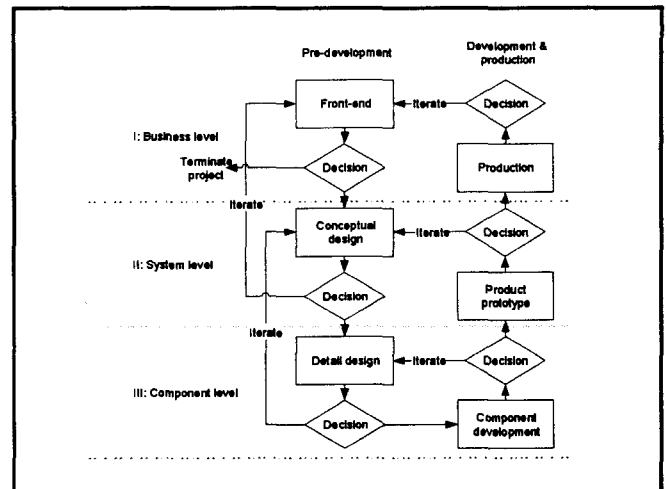 Pre-development
Development &
production
Front-end
Iterate
Decision
I: Business level
Terminate
project
Decision
Production
Iterate
Conceptual
design
Iterate
Decision
II: System level
Decision
Product
prototype
Iterate
Detail design
Iterate
Decision
III: Component level
Decision
Component
development